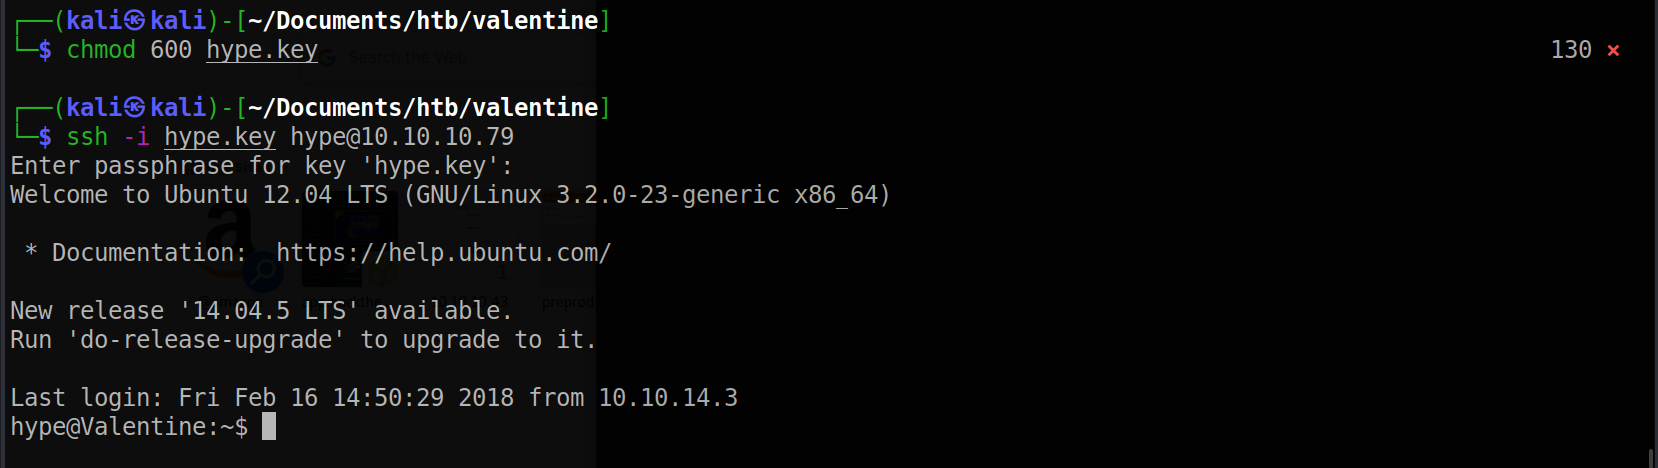 ┌──(kali㉿kali)-[~/Documents/htb/valentine]
└─$ chmod 600 hype.key 130 ⨯
Search the Web
┌──(kali㉿kali)-[~/Documents/htb/valentine]
└─$ ssh -i hype.key hype@10.10.10.79
Enter passphrase for key 'hype.key':
Welcome to Ubuntu 12.04 LTS (GNU/Linux 3.2.0-23-generic x86_64)
 * Documentation:  https://help.ubuntu.com/
New release '14.04.5 LTS' available.
preprod
Run 'do-release-upgrade' to upgrade to it.
Last login: Fri Feb 16 14:50:29 2018 from 10.10.14.3
hype@Valentine:~$